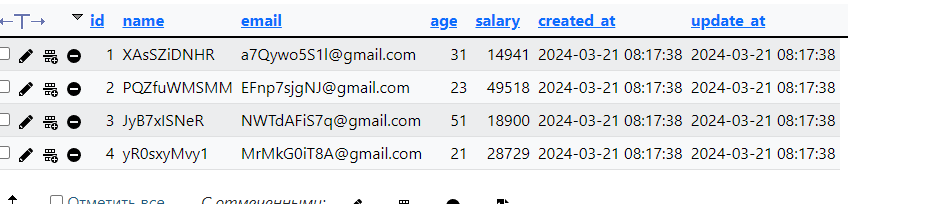 id name email age salary created_at update_at
1 XAsSZiDNHR a7Qywo5S1l@gmail.com 31 14941 2024-03-21 08:17:38 2024-03-21 08:17:38
2 PQZfuWMSMM EFnp7sjgNJ@gmail.com 23 49518 2024-03-21 08:17:38 2024-03-21 08:17:38
3 JyB7xISNeR NWTdAFiS7q@gmail.com 51 18900 2024-03-21 08:17:38 2024-03-21 08:17:38
4 yR0sxyMvy1 MrMkG0iT8A@gmail.com 21 28729 2024-03-21 08:17:38 2024-03-21 08:17:38
Отметить все С отмеченными: